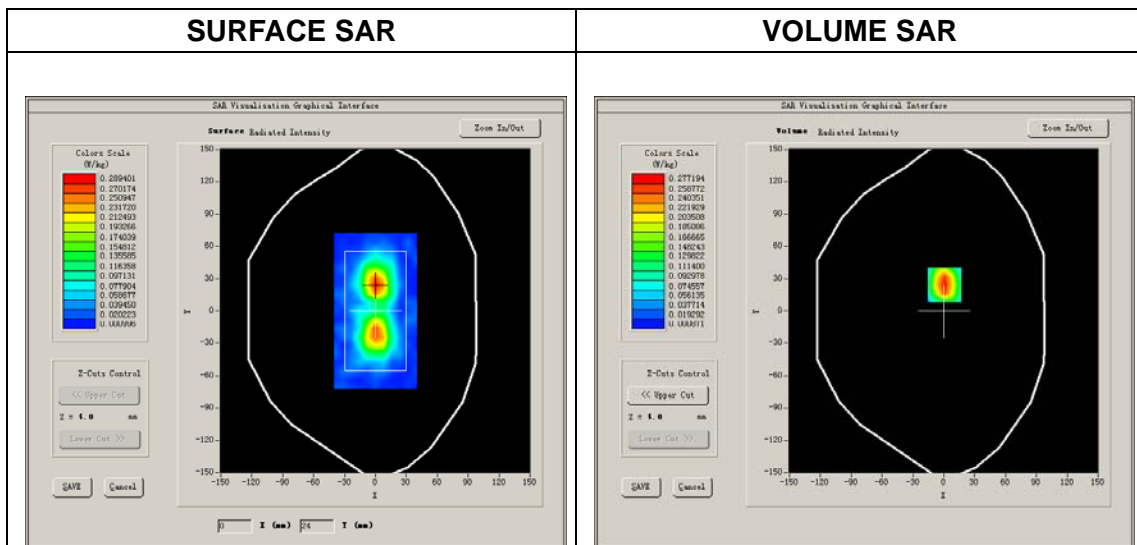 SURFACE SAR
VOLUME SAR
SAR Visualisation Graphical Interface
Surface Radiated Intensity
Zoom In/Out
Colors Scale
(W/kg)
0.289401
0.270174
0.250947
0.231720
0.212493
0.193266
0.174039
0.154812
0.135585
0.116358
0.097131
0.077904
0.058677
0.039450
0.020223
0.000996
150
120
90
60
30
0
-30
-60
-90
-120
-150
Y
-150 -120 -90 -60 -30 0 30 60 90 120 150
X
Z-Cuts Control
<< Upper Cut
Z = 4.0 mm
Lower Cut >>
SAVE Cancel
0 X (mm) 24 Y (mm)
SAR Visualisation Graphical Interface
Volume Radiated Intensity
Zoom In/Out
Colors Scale
(W/kg)
0.277194
0.258772
0.240351
0.221929
0.203508
0.185086
0.166665
0.148243
0.129822
0.111400
0.092978
0.074557
0.056135
0.037714
0.019292
0.000871
150
120
90
60
30
0
-30
-60
-90
-120
-150
Y
-150 -120 -90 -60 -30 0 30 60 90 120 150
X
Z-Cuts Control
<< Upper Cut
Z = 4.0 mm
Lower Cut >>
SAVE Cancel